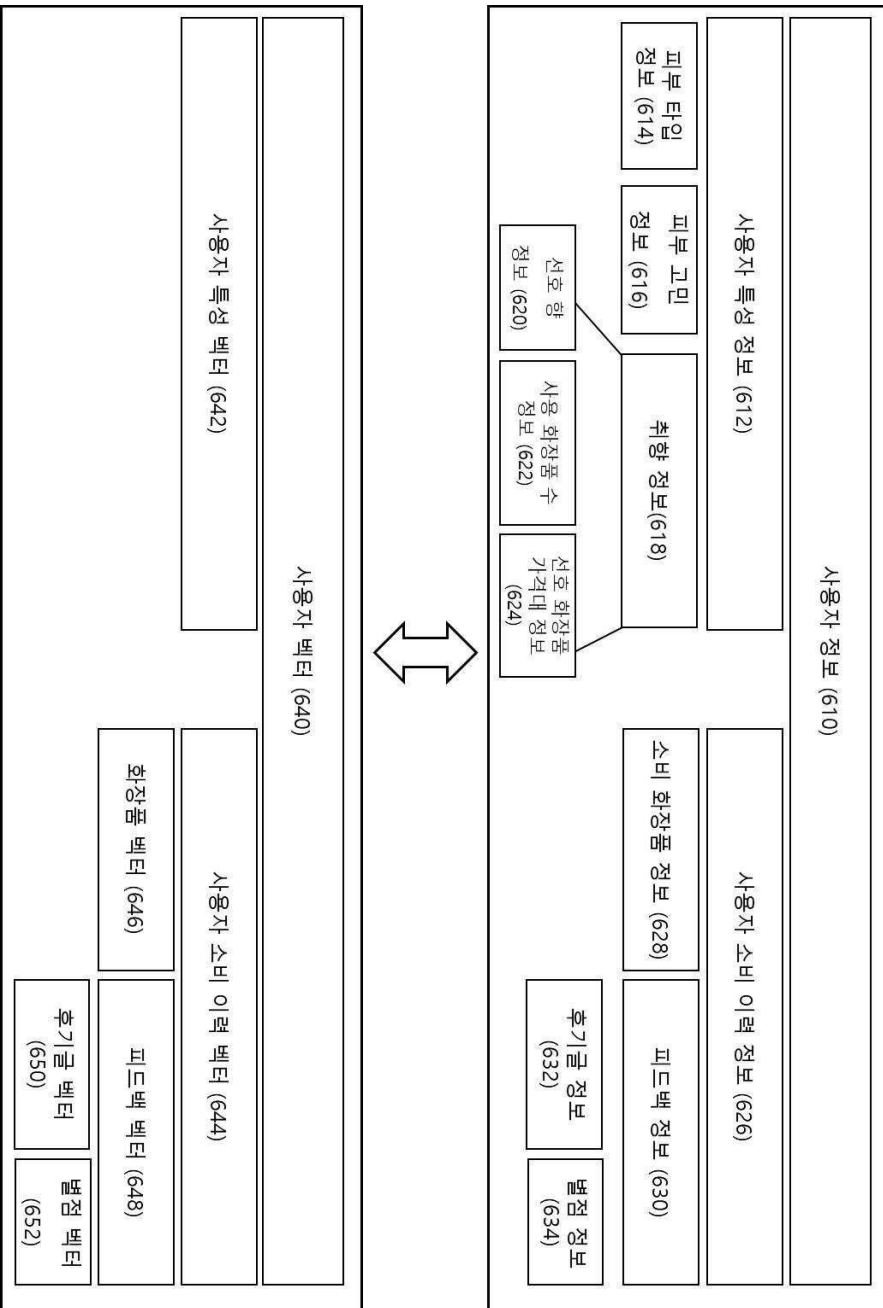 사용자 정보 (610)
사용자 특성 정보 (612)
사용자 소비 이력 정보 (626)
피부 타입
정보 (614)
피부 고민
정보 (616)
취향 정보(618)
소비 화장품 정보 (628)
피드백 정보 (630)
선호 향
정보 (620)
사용 화장품 수
정보 (622)
선호 화장품
가격대 정보
(624)
후기글 정보
(632)
별점 정보
(634)
사용자 벡터 (640)
사용자 특성 벡터 (642)
사용자 소비 이력 벡터 (644)
화장품 벡터 (646)
피드백 벡터 (648)
후기글 벡터
(650)
별점 벡터
(652)